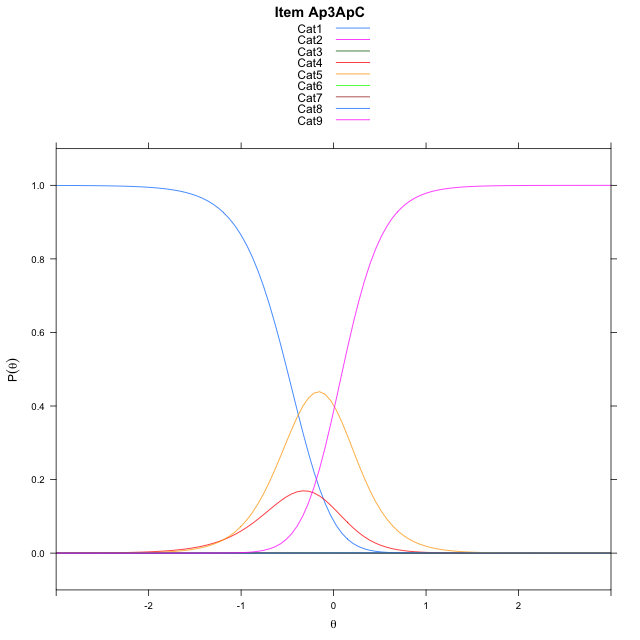 Item Ap3ApC
Cat1
Cat2
Cat3
Cat4
Cat5
Cat6
Cat7
Cat8
Cat9
1.0
0.8
0.6
0.4
0.2
0.0
P(θ)
-2 -1 0 1 2
θ